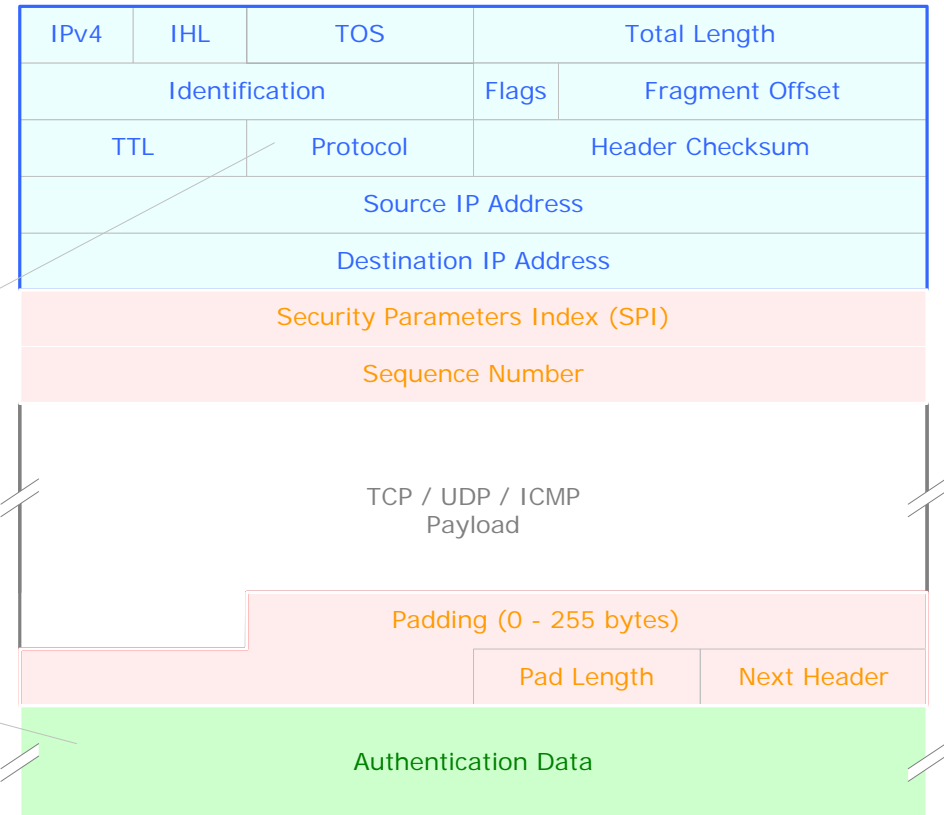 IPv4 IHL TOS Total Length
Identification Flags Fragment Offset
TTL Protocol Header Checksum
Source IP Address
Destination IP Address
Security Parameters Index (SPI)
Sequence Number
TCP / UDP / ICMP
Payload
Padding (0 - 255 bytes)
Pad Length Next Header
Authentication Data